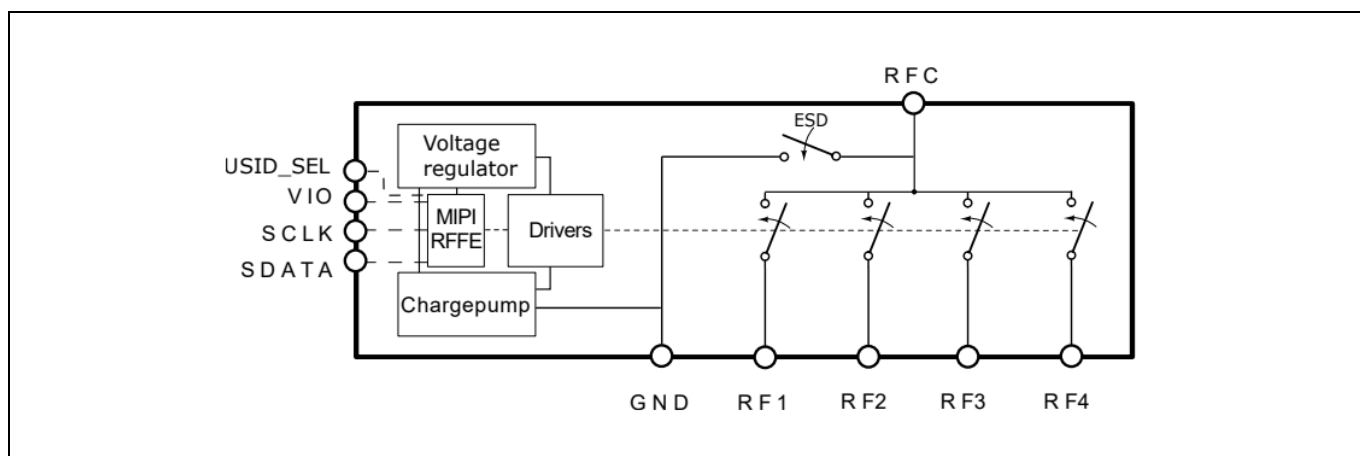 RFC
ESD
Voltage
regulator
USID_SEL
VIO
MIPI
RFFE
Drivers
SCLK
SDATA
Chargepump
GND
RF1
RF2
RF3
RF4